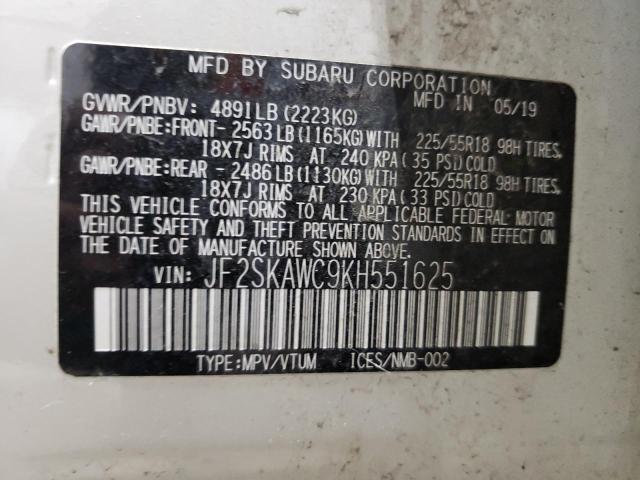 MFD BY SUBARU CORPORATION
GVWR/PNBV: 4891LB(2223KG) MFD IN 05/19
GAWR/PNBE:FRONT- 2563LB(1165KG)WITH 225/55R18 98H TIRES,
18X7J RIMS AT 240 KPA(35 PSI)COLD
GAWR/PNBE:REAR - 2486LB(1130KG)WITH 225/55R18 98H TIRES,
18X7J RIMS AT 230 KPA(33 PSI)COLD
THIS VEHICLE CONFORMS TO ALL APPLICABLE FEDERAL MOTOR
VEHICLE SAFETY AND THEFT PREVENTION STANDARDS IN EFFECT ON
THE DATE OF MANUFACTURE SHOWN ABOVE.
VIN: JF2SKAWC9KH551625
TYPE:MPV/VTUM ICES/NMB-002